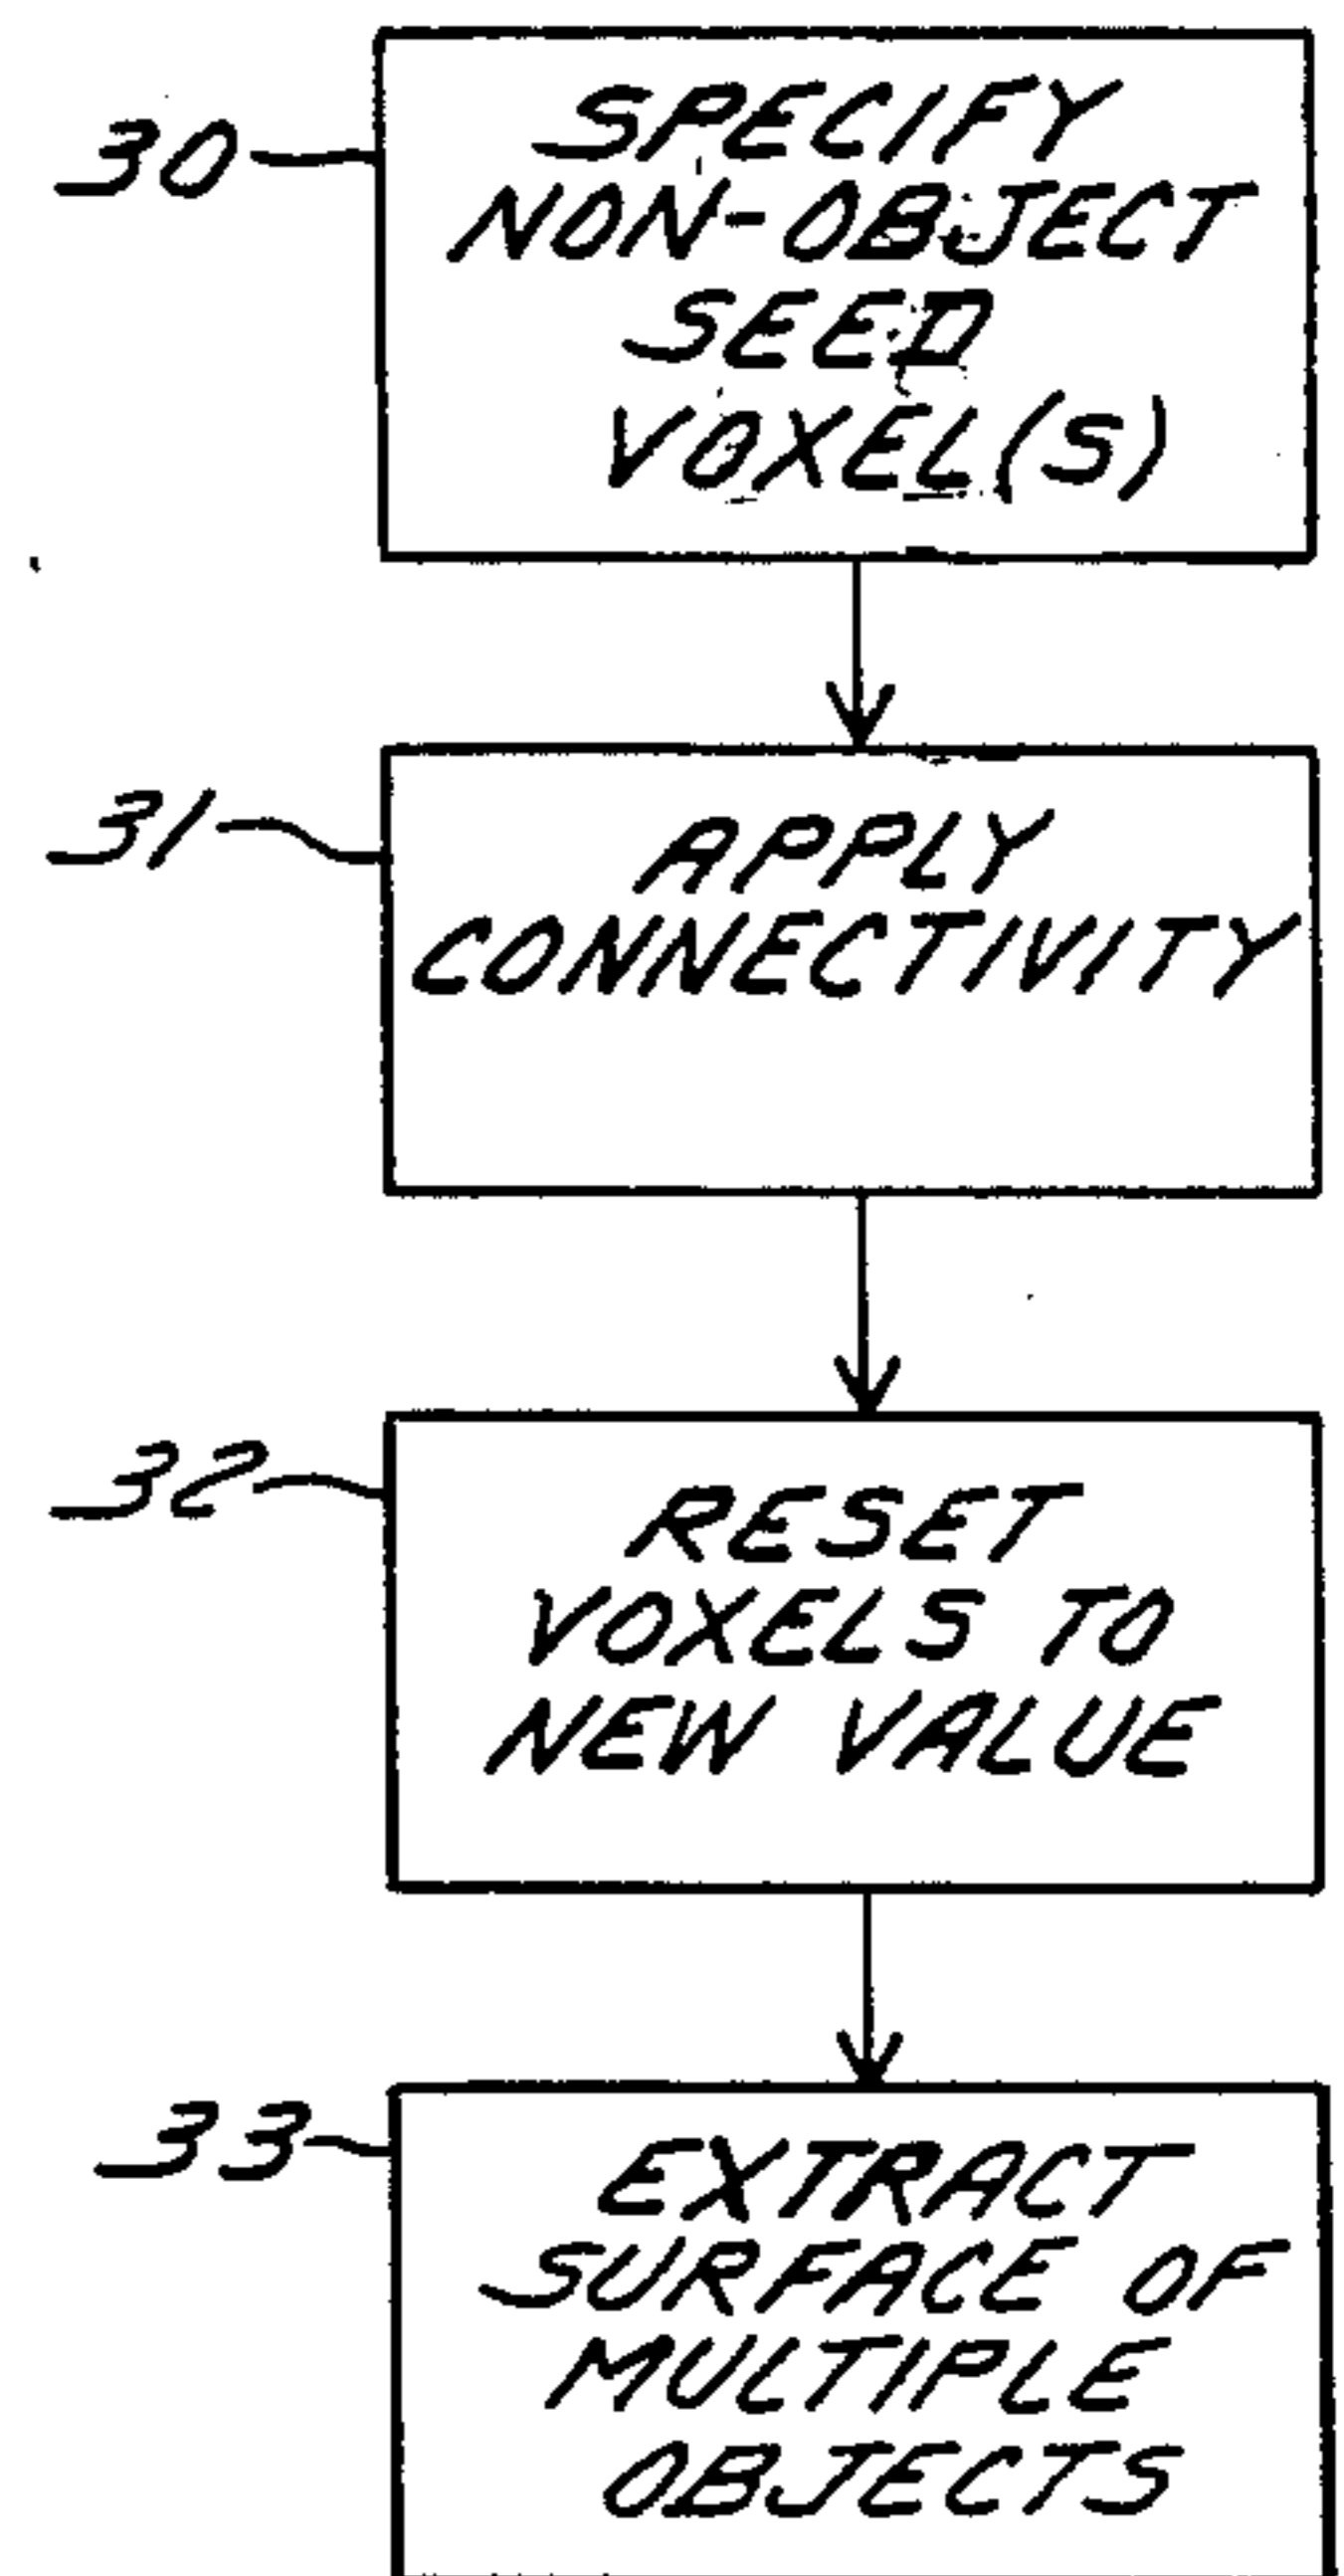 30
SPECIFY
NON-OBJECT
SEED
VOXEL(S)
31
APPLY
CONNECTIVITY
32
RESET
VOXELS TO
NEW VALUE
33
EXTRACT
SURFACE OF
MULTIPLE
OBJECTS